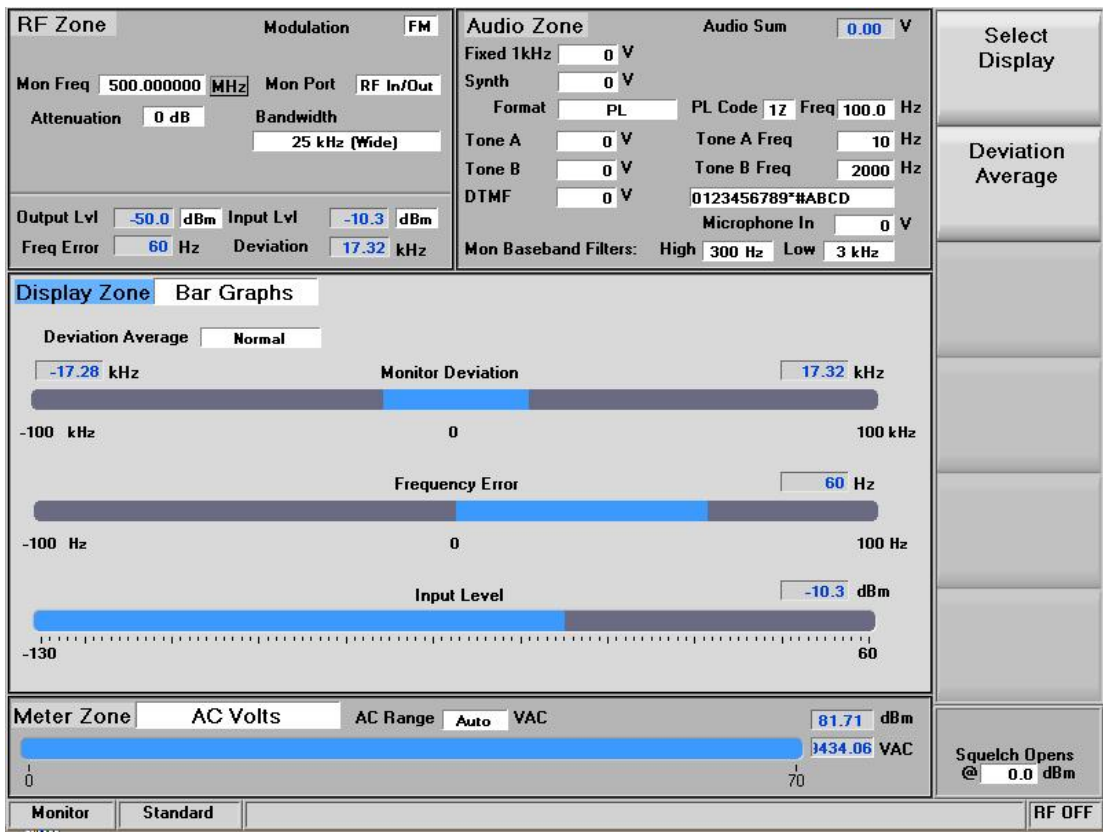 RF Zone Modulation FM
Mon Freq 500.000000 MHz Mon Port RF In/Out
Attenuation 0 dB Bandwidth
25 kHz (Wide)
Output Lvl -50.0 dBm Input Lvl -10.3 dBm
Freq Error 60 Hz Deviation 17.32 kHz
Audio Zone Audio Sum 0.00 V
Fixed 1kHz 0 V
Synth 0 V
Format PL PL Code 1Z Freq 100.0 Hz
Tone A 0 V Tone A Freq 10 Hz
Tone B 0 V Tone B Freq 2000 Hz
DTMF 0 V 0123456789*#ABCD
Microphone In 0 V
Mon Baseband Filters: High 300 Hz Low 3 kHz
Select
Display
Deviation
Average
Display Zone Bar Graphs
Deviation Average Normal
-17.28 kHz Monitor Deviation 17.32 kHz
-100 kHz 0 100 kHz
Frequency Error 60 Hz
-100 Hz 0 100 Hz
Input Level -10.3 dBm
-130 60
Meter Zone AC Volts AC Range Auto VAC 81.71 dBm
9434.06 VAC
0 70
Squelch Opens
@ 0.0 dBm
Monitor Standard RF OFF